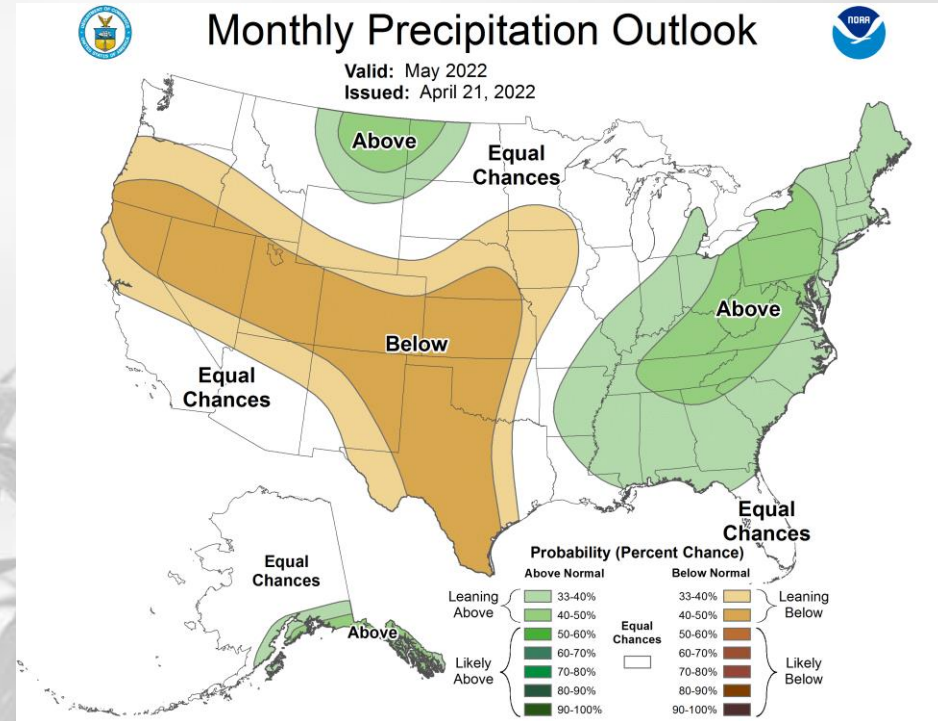 Monthly Precipitation Outlook
NOAA
Valid: May 2022
Issued: April 21, 2022
Above
Equal
Chances
Above
Below
Equal
Chances
Equal
Chances
Equal
Chances
Above
Probability (Percent Chance)
Above Normal
Below Normal
Leaning
Above
33-40%
40-50%
50-60%
60-70%
70-80%
80-90%
90-100%
Likely
Above
Equal
Chances
33-40%
40-50%
50-60%
60-70%
70-80%
80-90%
90-100%
Leaning
Below
Likely
Below